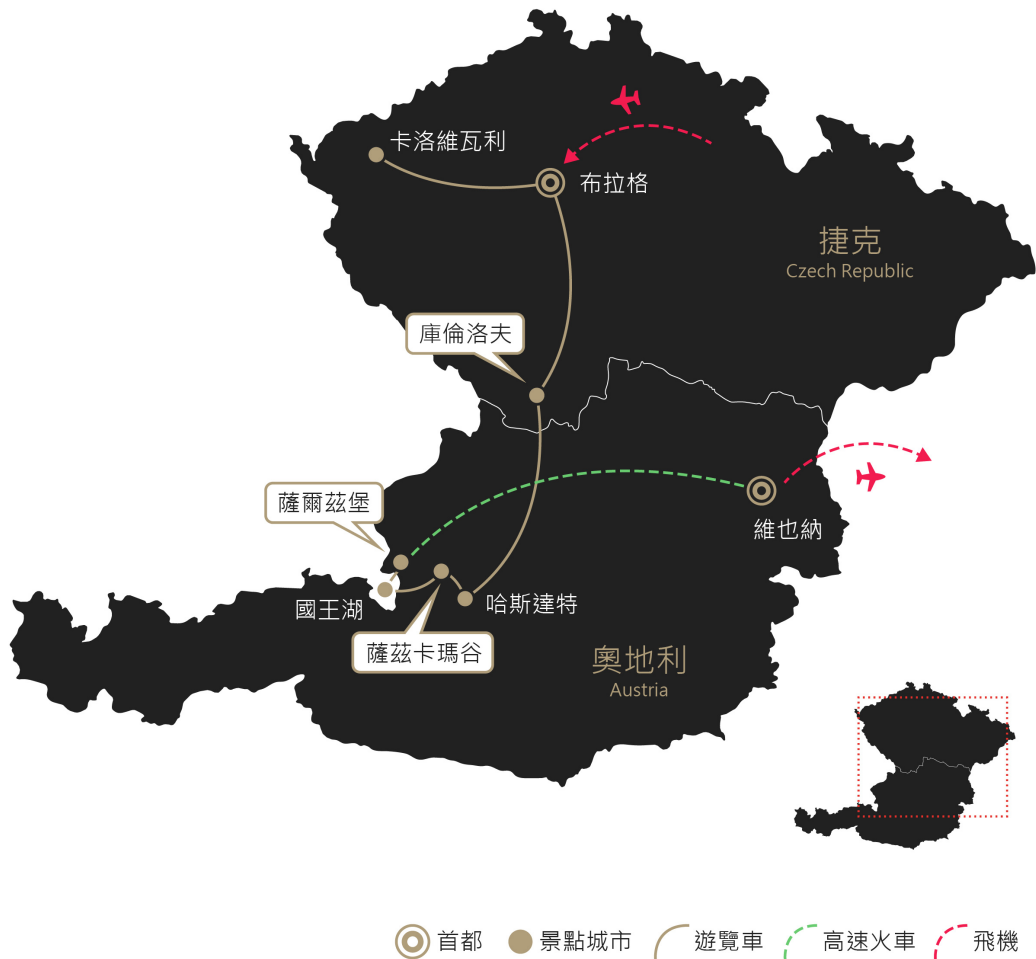 卡洛維瓦利
布拉格
捷克
Czech Republic
庫倫洛夫
薩爾茲堡
維也納
國王湖
哈斯達特
薩茲卡瑪谷
奧地利
Austria
首都
景點城市
遊覽車
高速火車
飛機